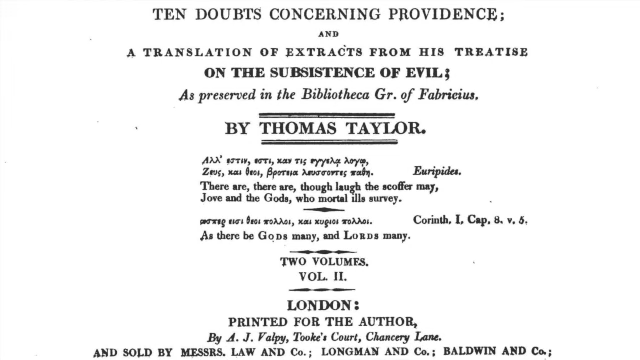 TEN DOUBTS CONCERNING PROVIDENCE;
AND
A TRANSLATION OF EXTRACTS FROM HIS TREATISE
ON THE SUBSISTENCE OF EVIL;
As preserved in the Bibliotheca Gr. of Fabricius.
BY THOMAS TAYLOR.
Αλλ' εστιν, εστι, καν τις εγγελᾳ λογῳ,
Ζευς, και θεοι, βροτεια λευσσοντες παθη. Euripides.
There are, there are, though laugh the scoffer may,
Jove and the Gods, who mortal ills survey.
ωσπερ εισι θεοι πολλοι, και κυριοι πολλοι. Corinth. I. Cap. 8. v. 5.
As there be GODS many, and LORDS many.
TWO VOLUMES.
VOL. II.
LONDON:
PRINTED FOR THE AUTHOR,
By A. J. Valpy, Tooke's Court, Chancery Lane.
AND SOLD BY MESSRS. LAW AND Co.; LONGMAN AND Co.; BALDWIN AND Co.;